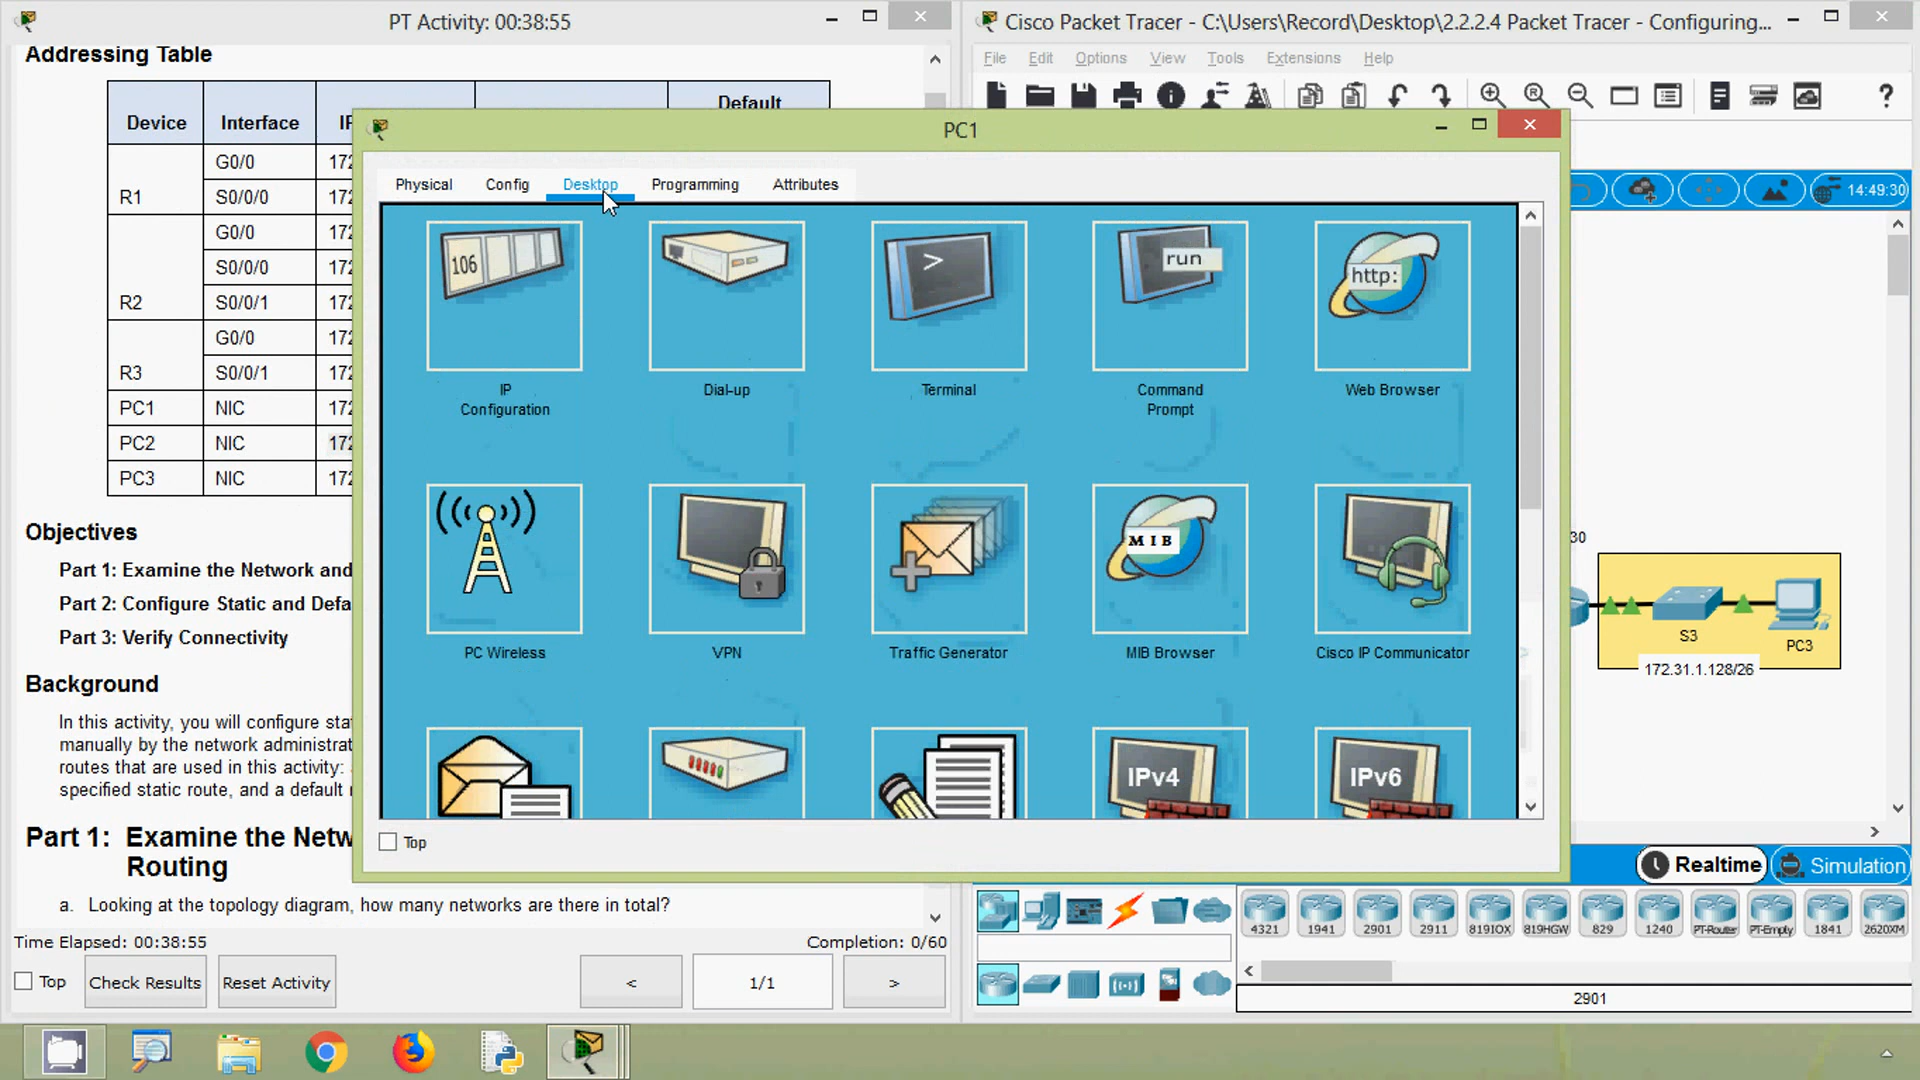 PT Activity: 00:38:55
Addressing Table
Device
Interface
Default
R1
G0/0
172
S0/0/0
172
R2
G0/0
172
S0/0/0
172
S0/0/1
172
R3
G0/0
172
S0/0/1
172
PC1
NIC
172
PC2
NIC
172
PC3
NIC
172
Objectives
Part 1: Examine the Network and
Part 2: Configure Static and Defa
Part 3: Verify Connectivity
Background
In this activity, you will configure sta
manually by the network administrat
routes that are used in this activity:
specified static route, and a default
Part 1: Examine the Netw
Routing
a. Looking at the topology diagram, how many networks are there in total?
Time Elapsed: 00:38:55
Completion: 0/60
Top
Check Results
Reset Activity
<
1/1
>
PC1
Physical
Config
Desktop
Programming
Attributes
106
IP
Configuration
Dial-up
>
Terminal
run
Command
Prompt
http:
Web Browser
PC Wireless
VPN
Traffic Generator
MIB
MIB Browser
Cisco IP Communicator
IPv4
IPv6
Top
Cisco Packet Tracer - C:\Users\Record\Desktop\2.2.2.4 Packet Tracer - Configuring...
File
Edit
Options
View
Tools
Extensions
Help
?
14:49:30
30
S3
PC3
172.31.1.128/26
Realtime
Simulation
4321
1941
2901
2911
819IOX
819HGW
829
1240
PT-Router
PT-Empty
1841
2620XM
2901